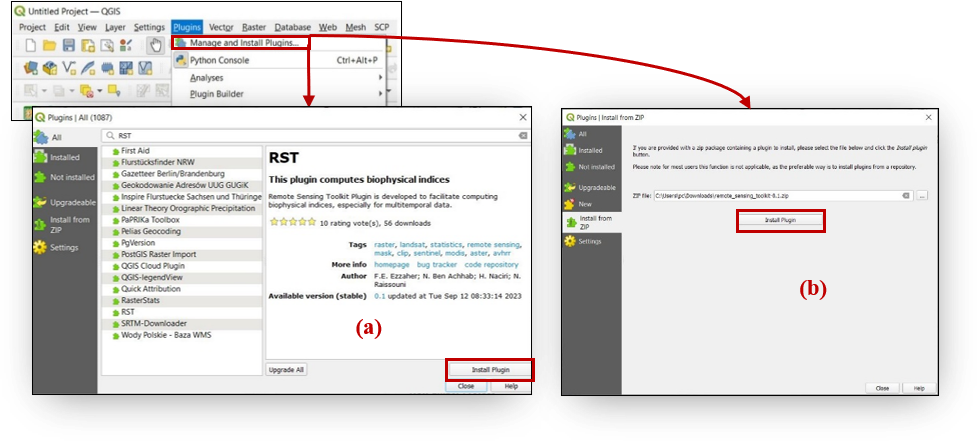 Untitled Project — QGIS
Project Edit View Layer Settings Plugins Vector Raster Database Web Mesh SCP
Manage and Install Plugins...
Python Console Ctrl+Alt+P
Analyses
Plugin Builder
Plugins | All (1087)
All
Installed
Not installed
Upgradeable
Install from
ZIP
Settings
RST
First Aid
Flurstücksfinder NRW
Gazetteer Berlin/Brandenburg
Geokodowanie Adresów UUG GUGiK
Inspire Flurstuecke Sachsen und Thüringe
Linear Theory Orographic Precipitation
PaPRIKa Toolbox
Pelias Geocoding
PgVersion
PostGIS Raster Import
QGIS Cloud Plugin
QGIS-legendView
Quick Attribution
RasterStats
RST
SRTM-Downloader
Wody Polskie - Baza WMS
RST
This plugin computes biophysical indices
Remote Sensing Toolkit Plugin is developed to facilitate computing
biophysical indices, especially for multitemporal data.
10 rating vote(s), 56 downloads
Tags raster, landsat, statistics, remote sensing,
mask, clip, sentinel, modis, aster, avhrr
More info homepage bug tracker code repository
Author F.E. Ezzaher; N. Ben Achhab; H. Naciri; N.
Raissouni
Available version (stable) 0.1 updated at Tue Sep 12 08:33:14 2023
(a)
Upgrade All Install Plugin
Close Help
Plugins | Install from ZIP
All
Installed
Not installed
Upgradeable
New
Install from
ZIP
Settings
If you are provided with a zip package containing a plugin to install, please select the file below and click the Install plugin
button.
Please note for most users this function is not applicable, as the preferable way is to install plugins from a repository.
ZIP file: C:\Users\pc\Downloads\remote_sensing_toolkit-0.1.zip ...
Install Plugin
(b)
Close Help